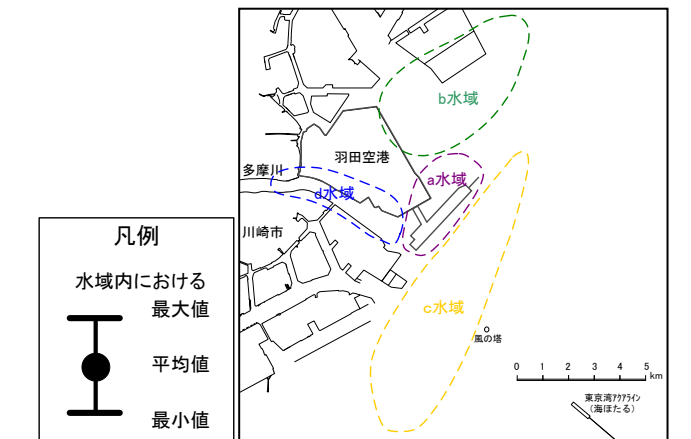 b水域
羽田空港
多摩川
a水域
d水域
川崎市
凡例
水域内における
最大値
平均値
最小値
c水域
風の塔
0 1 2 3 4 5
km
東京湾アクアライン
(海ほたる)